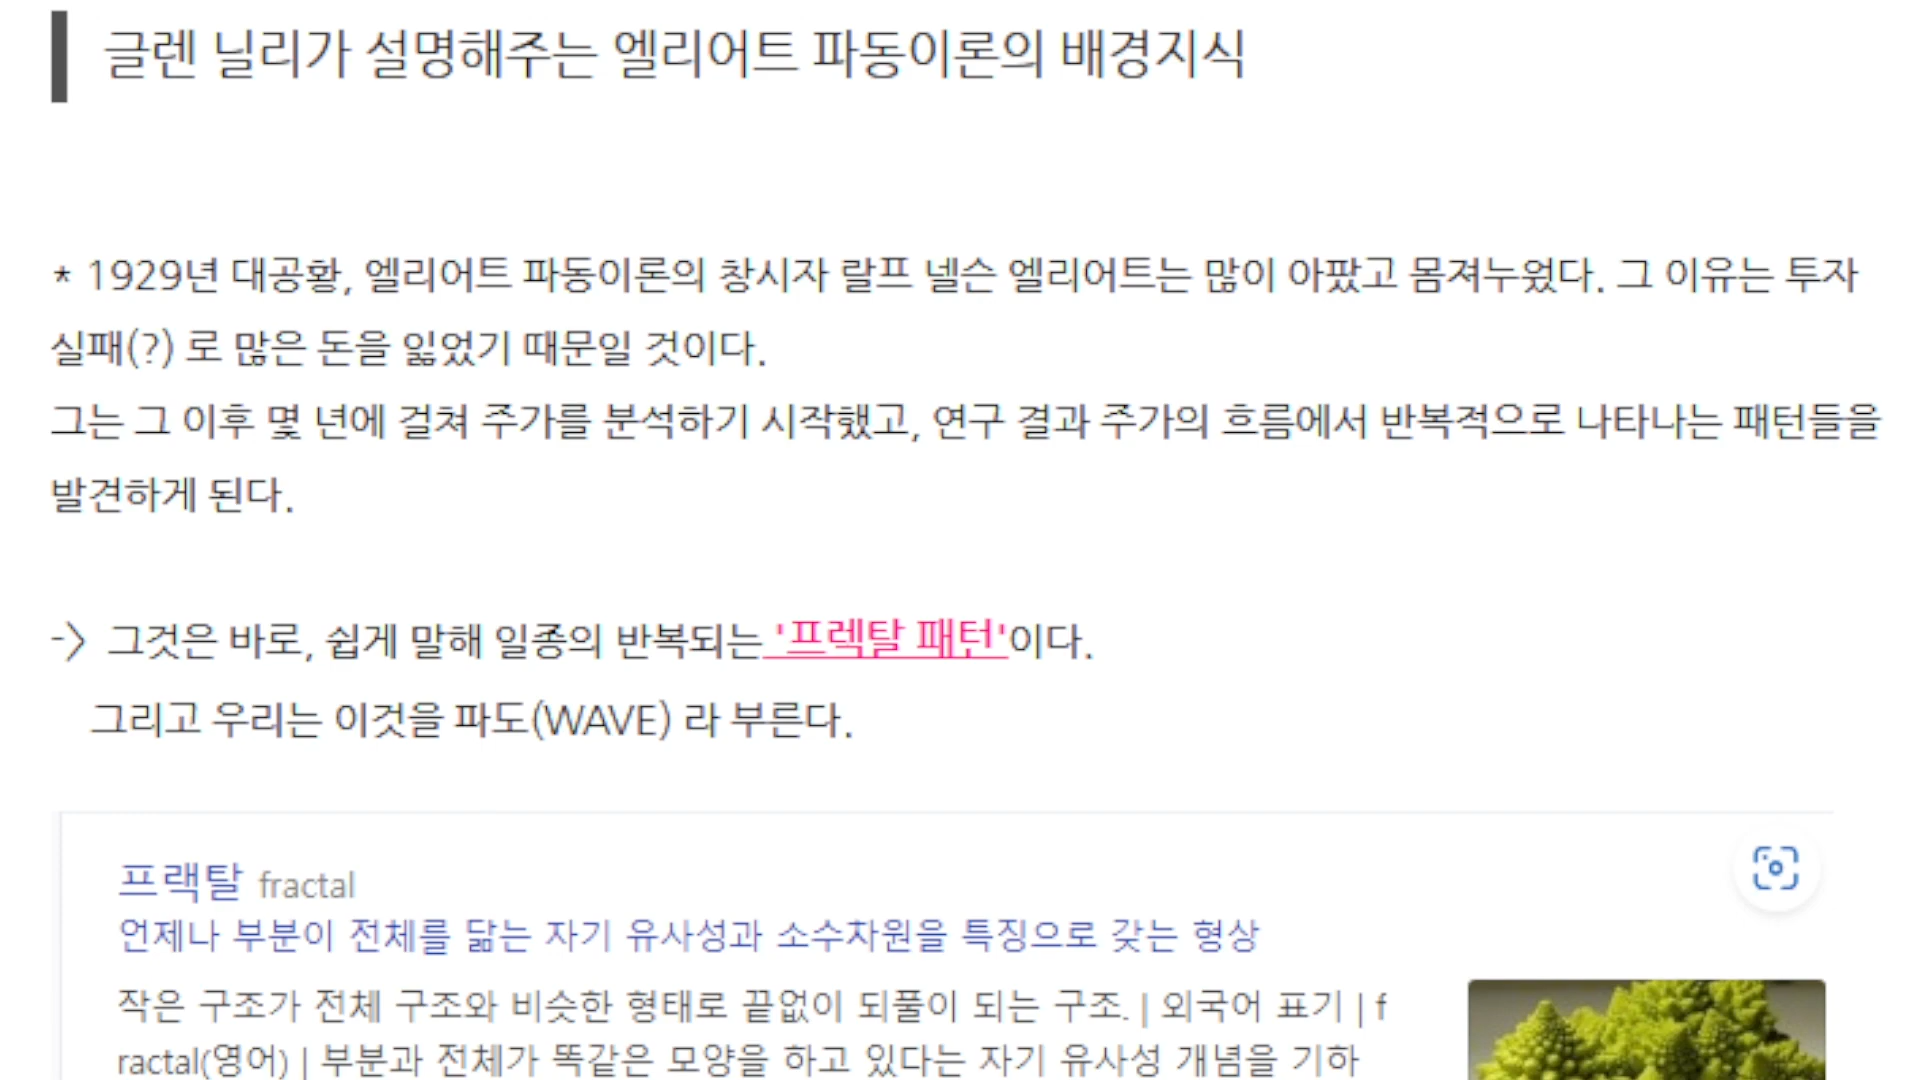 글렌 닐리가 설명해주는 엘리어트 파동이론의 배경지식
* 1929년 대공황, 엘리어트 파동이론의 창시자 랄프 넬슨 엘리어트는 많이 아팠고 몸져누웠다. 그 이유는 투자
실패(?) 로 많은 돈을 잃었기 때문일 것이다.
그는 그 이후 몇 년에 걸쳐 주가를 분석하기 시작했고, 연구 결과 주가의 흐름에서 반복적으로 나타나는 패턴들을
발견하게 된다.
-> 그것은 바로, 쉽게 말해 일종의 반복되는 '프렉탈 패턴'이다.
그리고 우리는 이것을 파도(WAVE) 라 부른다.
프랙탈 fractal
언제나 부분이 전체를 닮는 자기 유사성과 소수차원을 특징으로 갖는 형상
작은 구조가 전체 구조와 비슷한 형태로 끝없이 되풀이 되는 구조. | 외국어 표기 | f
ractal(영어) | 부분과 전체가 똑같은 모양을 하고 있다는 자기 유사성 개념을 기하